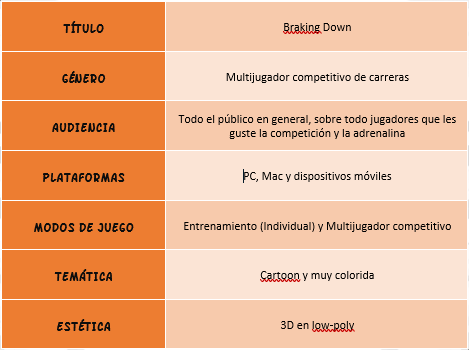 TÍTULO
Braking Down
GÉNERO
Multijugador competitivo de carreras
AUDIENCIA
Todo el público en general, sobre todo jugadores que les
guste la competición y la adrenalina
PLATAFORMAS
PC, Mac y dispositivos móviles
MODOS DE JUEGO
Entrenamiento (Individual) y Multijugador competitivo
TEMÁTICA
Cartoon y muy colorida
ESTÉTICA
3D en low-poly